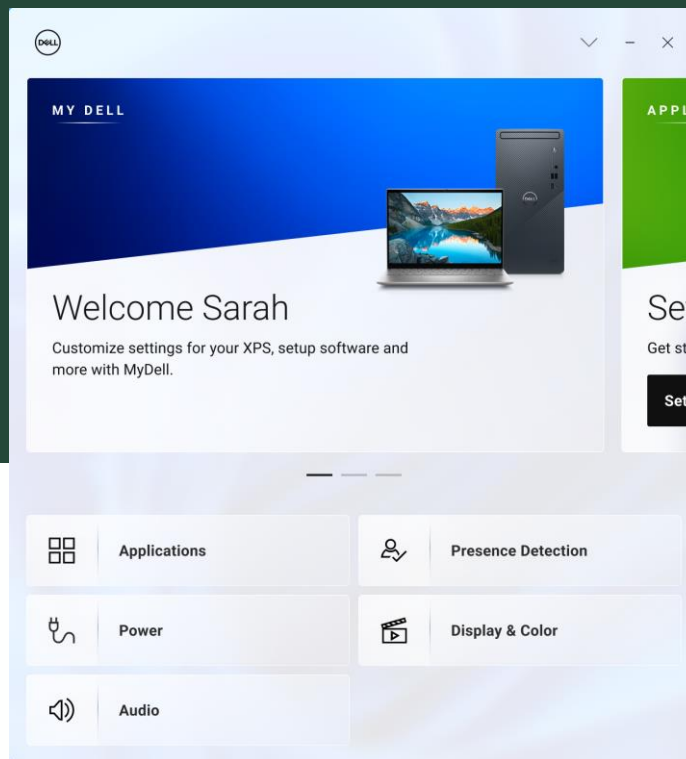 DELL
MY DELL
Welcome Sarah
Customize settings for your XPS, setup software and
more with MyDell.
APPL
Se
Get st
Set
Applications
Presence Detection
Power
Display & Color
Audio